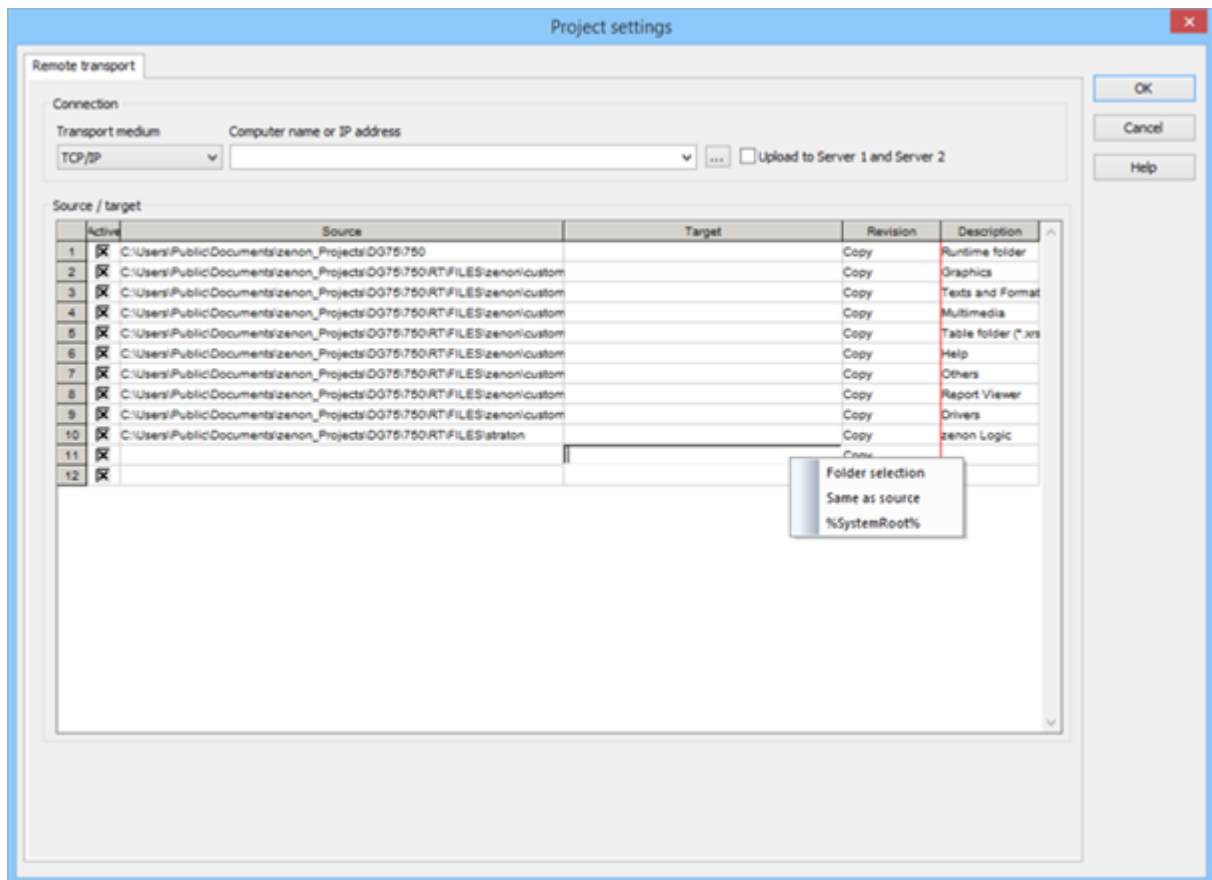 Project settings
Remote transport
OK
Connection
Cancel
Transport medium Computer name or IP address
TCP/IP ... Upload to Server 1 and Server 2
Help
Source / target
Active Source Target Revision Description
1 C:\Users\Public\Documents\zenon_Projects\DG75\750 Copy Runtime folder
2 C:\Users\Public\Documents\zenon_Projects\DG75\750\RT\FILES\zenon\custom Copy Graphics
3 C:\Users\Public\Documents\zenon_Projects\DG75\750\RT\FILES\zenon\custom Copy Texts and Format
4 C:\Users\Public\Documents\zenon_Projects\DG75\750\RT\FILES\zenon\custom Copy Multimedia
5 C:\Users\Public\Documents\zenon_Projects\DG75\750\RT\FILES\zenon\custom Copy Table folder (*.xrs
6 C:\Users\Public\Documents\zenon_Projects\DG75\750\RT\FILES\zenon\custom Copy Help
7 C:\Users\Public\Documents\zenon_Projects\DG75\750\RT\FILES\zenon\custom Copy Others
8 C:\Users\Public\Documents\zenon_Projects\DG75\750\RT\FILES\zenon\custom Copy Report Viewer
9 C:\Users\Public\Documents\zenon_Projects\DG75\750\RT\FILES\zenon\custom Copy Drivers
10 C:\Users\Public\Documents\zenon_Projects\DG75\750\RT\FILES\straton Copy zenon Logic
11 Copy
12
Folder selection
Same as source
%SystemRoot%